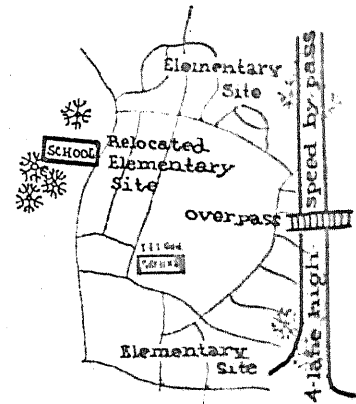 Elementary
Site
SCHOOL
Relocated
Elementary
Site
overpass
Elementary
Site
4-lane high speed by pass